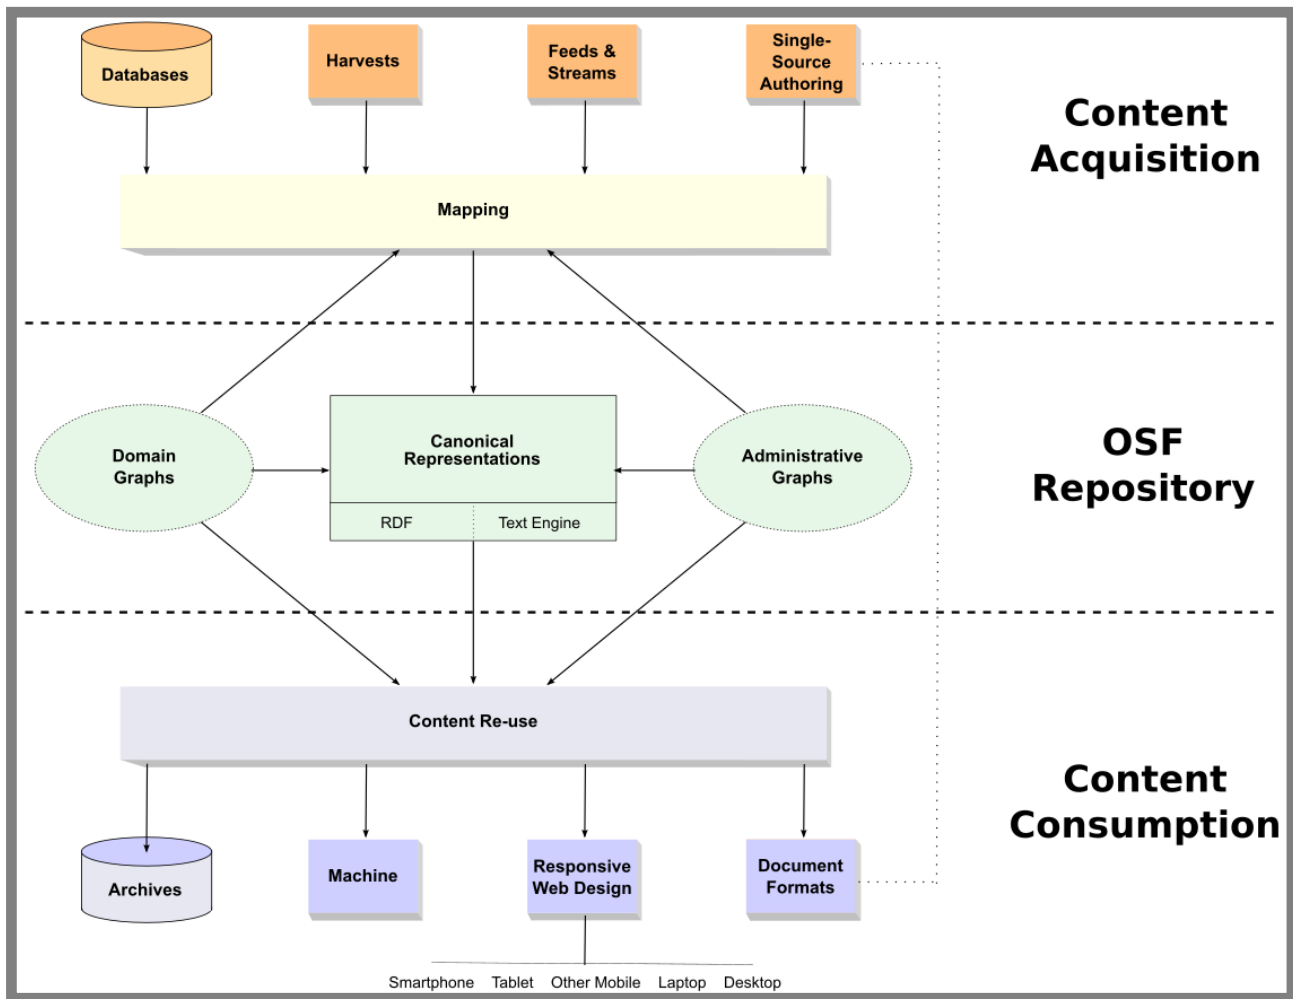 Databases
Harvests
Feeds &
Streams
Single-
Source
Authoring
Content
Acquisition
Mapping
Domain
Graphs
Canonical
Representations
RDF
Text Engine
Administrative
Graphs
OSF
Repository
Content Re-use
Content
Consumption
Archives
Machine
Responsive
Web Design
Document
Formats
Smartphone Tablet Other Mobile Laptop Desktop